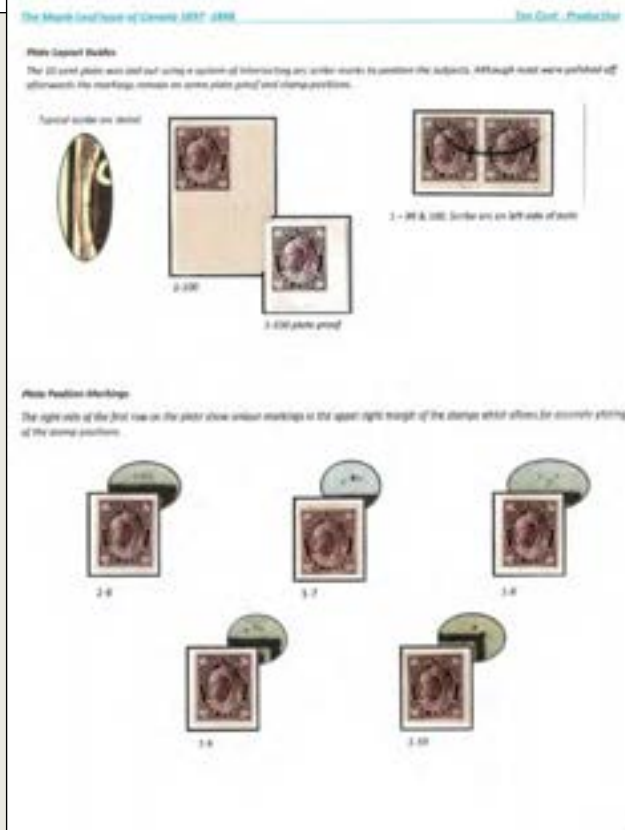 The Maple Leaf Issue of Canada 1897-1898
Ten Cent - Production
Plate Layout Guides
The 10 cent plate was laid out using a system of intersecting arc scribe marks to position the subjects. Although most were polished off
afterwards the markings remain on some plate proof and stamp positions.
Typical scribe arc detail
1 – 99 & 100. Scribe arc on left side of
1-100
1-100 plate proof
Plate Position Markings
The right side of the first row on the plate show unique markings in the upper right margin of the stamps which allows for accurate plating
of the stamp positions.
1-7
1-8
1-10